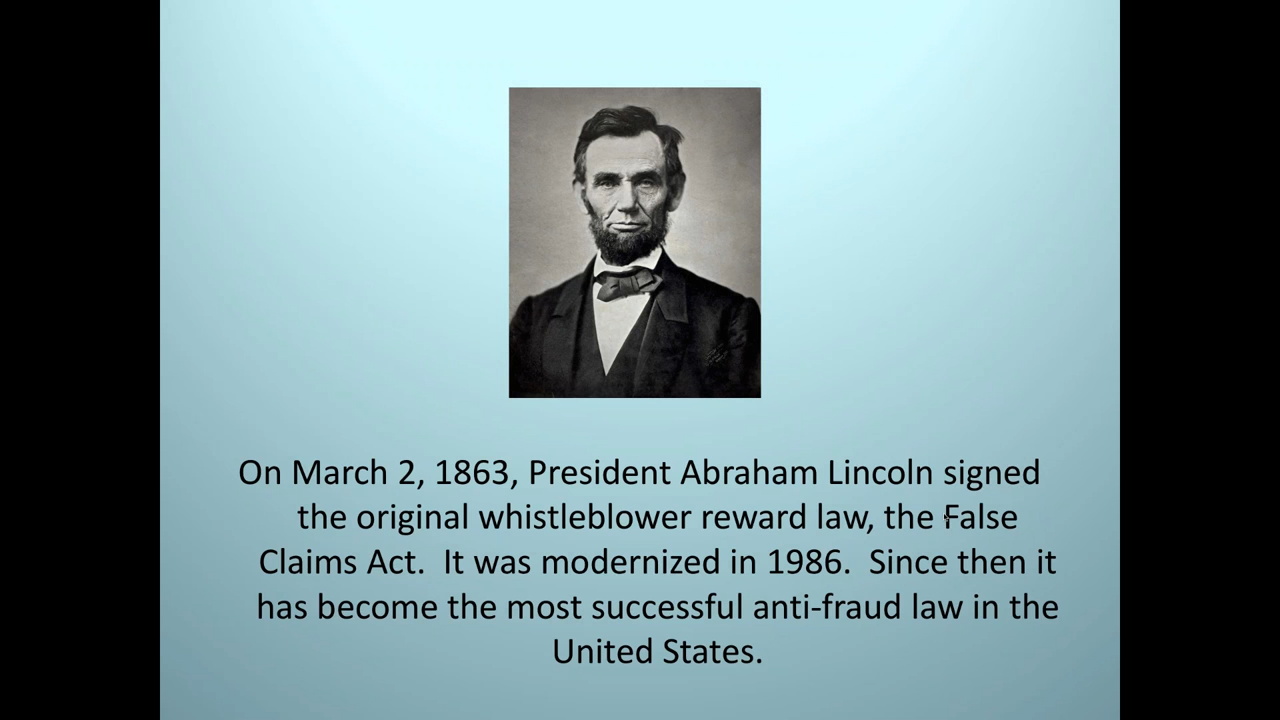 On March 2, 1863, President Abraham Lincoln signed
the original whistleblower reward law, the False
Claims Act.  It was modernized in 1986.  Since then it
has become the most successful anti-fraud law in the
United States.